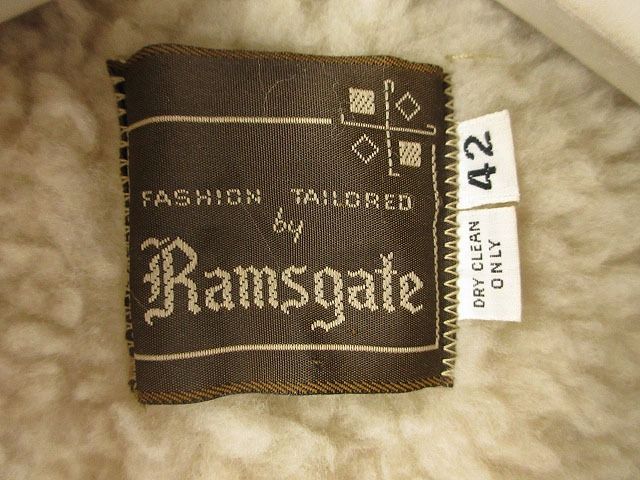 FASHION TAILORED
by
Ramsgate
42
DRY CLEAN
ONLY